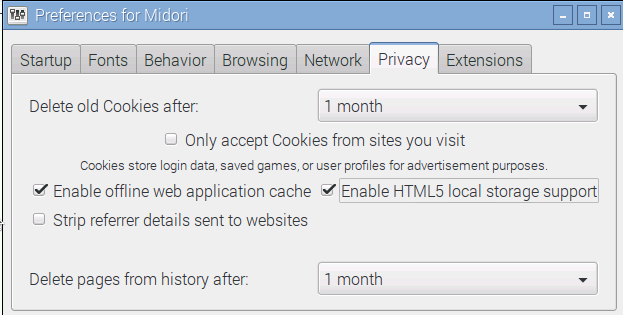 Preferences for Midori
Startup Fonts Behavior Browsing Network Privacy Extensions
Delete old Cookies after: 1 month
Only accept Cookies from sites you visit
Cookies store login data, saved games, or user profiles for advertisement purposes.
Enable offline web application cache Enable HTML5 local storage support
Strip referrer details sent to websites
Delete pages from history after: 1 month